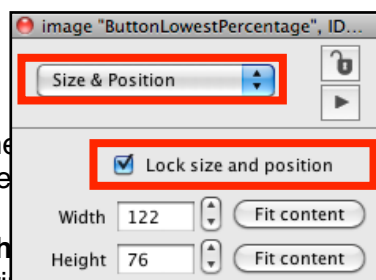 image "ButtonLowestPercentage", ID...
Size & Position
Lock size and position
Width 122 Fit content
Height 76 Fit content